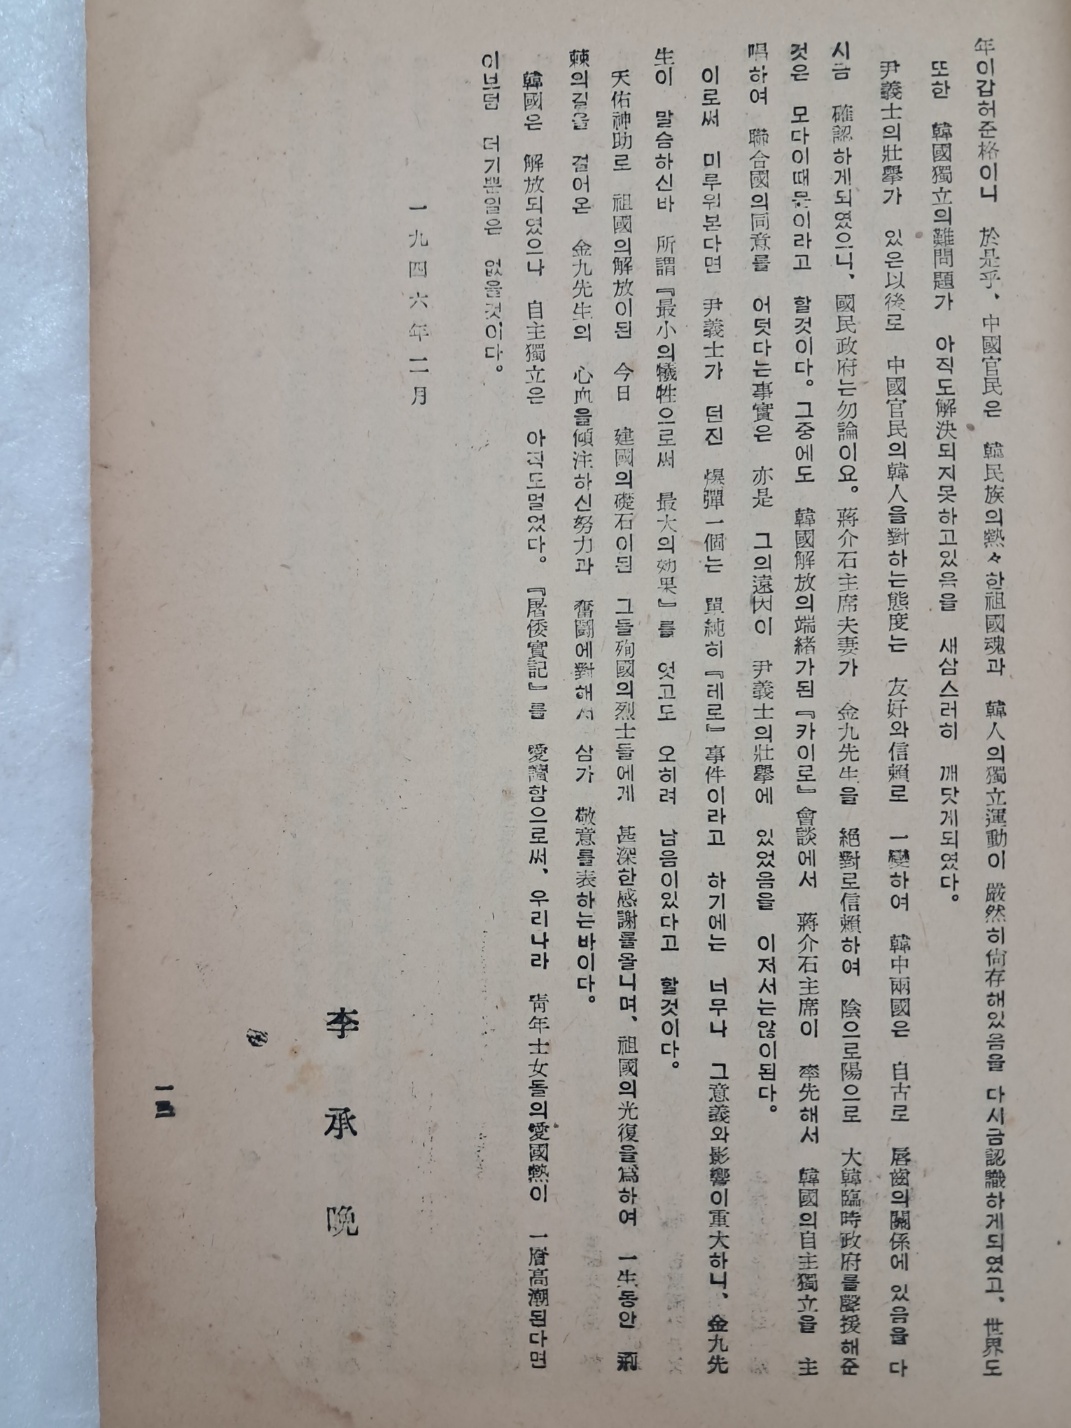 年이갑허준格이니 於是乎、中國官民은 韓民族의熱々한祖國魂과 韓人의獨立運動이 嚴然히尙存해있음을 다시금認識하게되였고、世界도
또한 韓國獨立의難問題가 아직도解決되지못하고있음을 새삼스러히 깨닷게되였다。
尹義士의壯擧가 있은以後로 中國官民의韓人을對하는態度는 友好와信賴로 一變하여 韓中兩國은 自古로 唇齒의關係에 있음을 다
시금 確認하게되였으니、國民政府는勿論이요。蔣介石主席夫妻가 金九先生을 絕對로信賴하여 陰으로陽으로 大韓臨時政府를聲援해준
것은 모다이때문이라고 할것이다。그중에도 韓國解放의端緖가된『카이로』會談에서 蔣介石主席이 率先해서 韓國의自主獨立을 主
唱하여 聯合國의同意를 어덧다는事實은 亦是 그의遠因이 尹義士의壯擧에 있었음을 이저서는않이된다。
이로써 미루워본다면 尹義士가 던진 爆彈一個는 單純히『레로』事件이라고 하기에는 너무나 그意義와影響이重大하니、金九先
生이 말슴하신바 所謂『最小의犧牲으로써 最大의効果』를 엇고도 오히려 남음이있다고 할것이다。
天佑神助로 祖國의解放이된 今日 建國의礎石이된 그들殉國의烈士들에게 甚深한感謝를올니며、祖國의光復을爲하여 一生동안 荊
棘의길을 걸어온 金九先生의 心血을傾注하신努力과 奮鬪에對해서 삼가 敬意를表하는바이다。
韓國은 解放되였으나 自主獨立은 아직도멀었다。『屠倭實記』를 愛讀함으로써、우리나라 靑年士女돌의愛國熱이 一層高潮된다면
이브덤 더기뿐일은 없을것이다。
一九四六年二月
李承晩
一三